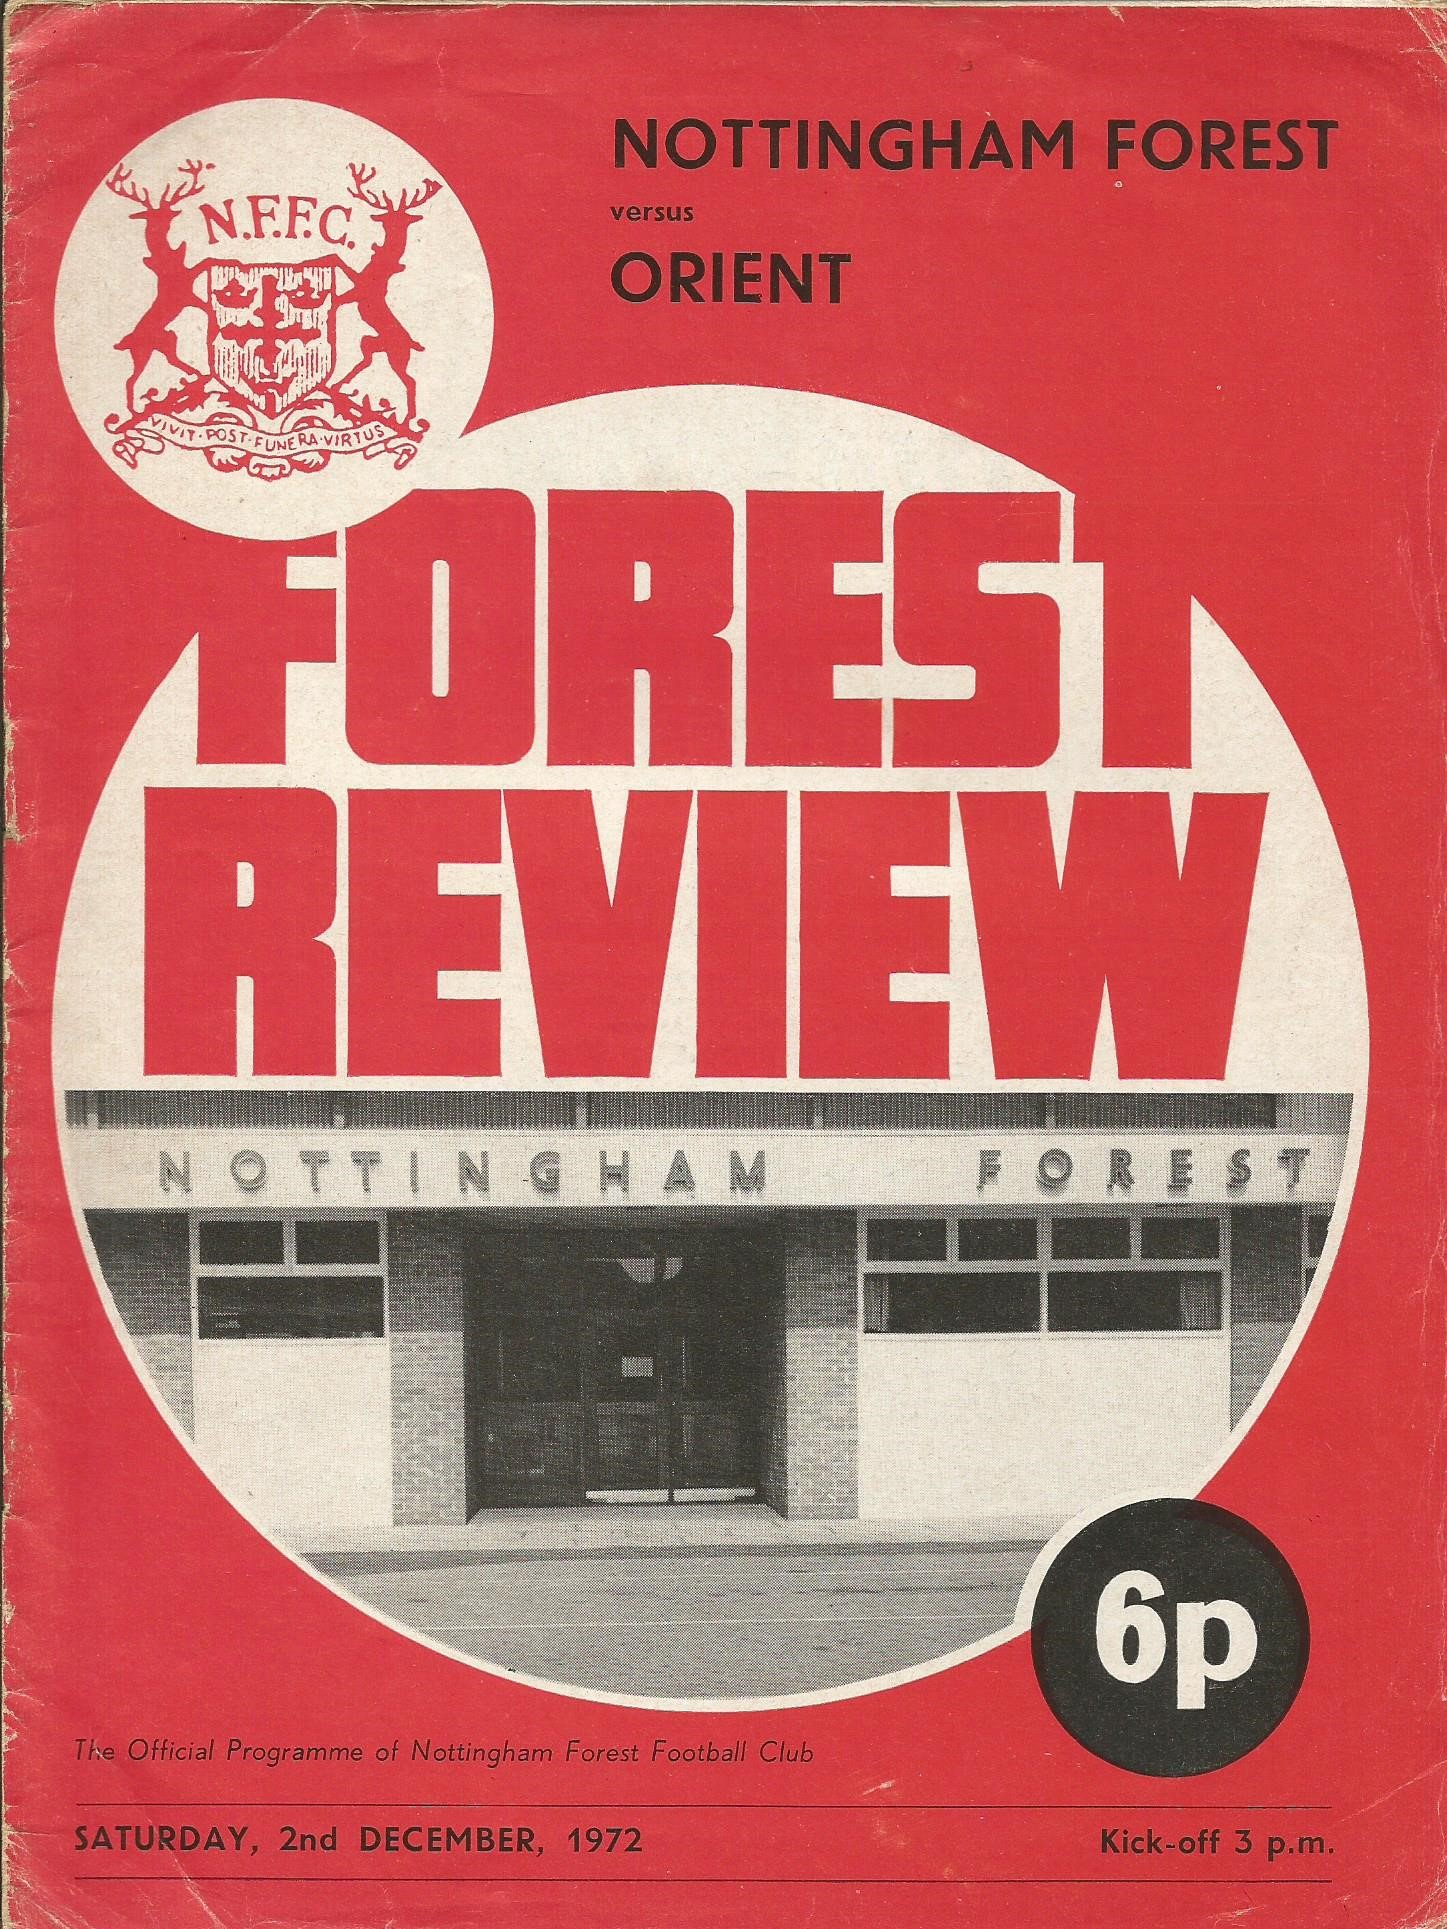 NOTTINGHAM FOREST
versus
ORIENT
N.F.F.C.
VIVIT·POST·FUNERA·VIRTUS
FOREST
REVIEW
NOTTINGHAM FOREST
6p
The Official Programme of Nottingham Forest Football Club
SATURDAY, 2nd DECEMBER, 1972
Kick-off 3 p.m.